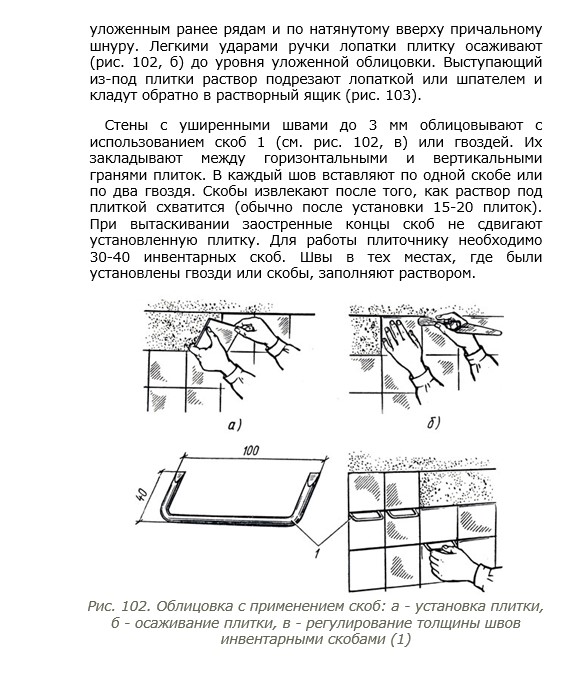 уложенным ранее рядам и по натянутому вверху причальному
шнуру. Легкими ударами ручки лопатки плитку осаживают
(рис. 102, б) до уровня уложенной облицовки. Выступающий
из-под плитки раствор подрезают лопаткой или шпателем и
кладут обратно в растворный ящик (рис. 103).
Стены с уширенными швами до 3 мм облицовывают с
использованием скоб 1 (см. рис. 102, в) или гвоздей. Их
закладывают между горизонтальными и вертикальными
гранями плиток. В каждый шов вставляют по одной скобе или
по два гвоздя. Скобы извлекают после того, как раствор под
плиткой схватится (обычно после установки 15-20 плиток).
При вытаскивании заостренные концы скоб не сдвигают
установленную плитку. Для работы плиточнику необходимо
30-40 инвентарных скоб. Швы в тех местах, где были
установлены гвозди или скобы, заполняют раствором.
а) б)
100
40
1
Рис. 102. Облицовка с применением скоб: а - установка плитки,
б - осаживание плитки, в - регулирование толщины швов
инвентарными скобами (1)